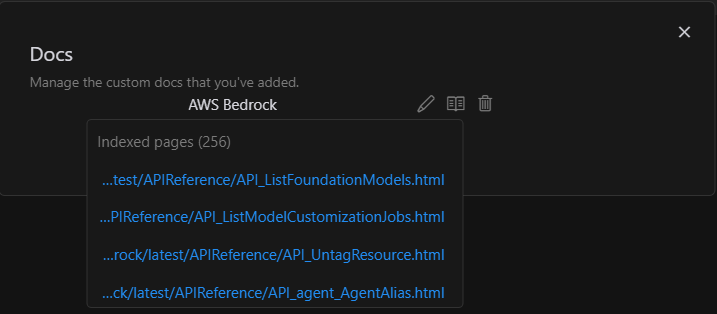 Docs
Manage the custom docs that you've added.
AWS Bedrock
Indexed pages (256)
...test/APIReference/API_ListFoundationModels.html
...PIReference/API_ListModelCustomizationJobs.html
...rock/latest/APIReference/API_UntagResource.html
...ck/latest/APIReference/API_agent_AgentAlias.html